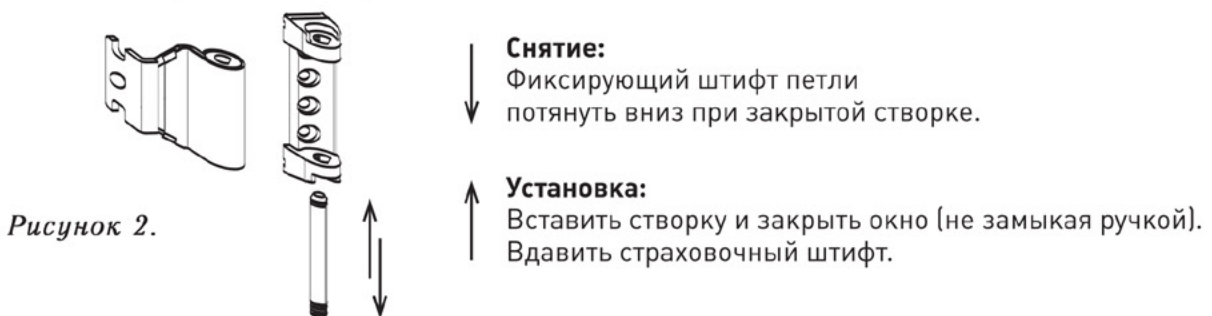 Снятие:
Фиксирующий штифт петли
потянуть вниз при закрытой створке.
Установка:
Вставить створку и закрыть окно (не замыкая ручкой).
Вдавить страховочный штифт.
Рисунок 2.